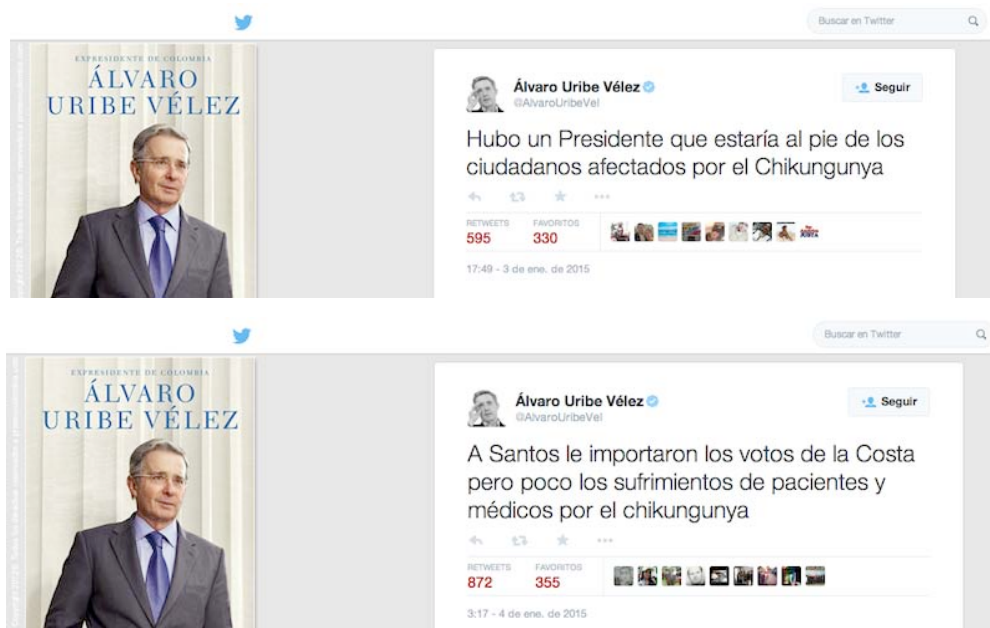 Buscar en Twitter
EXPRESIDENTE DE COLOMBIA
ÁLVARO
URIBE VÉLEZ
Álvaro Uribe Vélez
@AlvaroUribeVel
Seguir
Hubo un Presidente que estaría al pie de los
ciudadanos afectados por el Chikungunya
RETWEETS FAVORITOS
595 330
17:49 - 3 de ene. de 2015
Buscar en Twitter
EXPRESIDENTE DE COLOMBIA
ÁLVARO
URIBE VÉLEZ
Álvaro Uribe Vélez
@AlvaroUribeVel
Seguir
A Santos le importaron los votos de la Costa
pero poco los sufrimientos de pacientes y
médicos por el chikungunya
RETWEETS FAVORITOS
872 355
3:17 - 4 de ene. de 2015